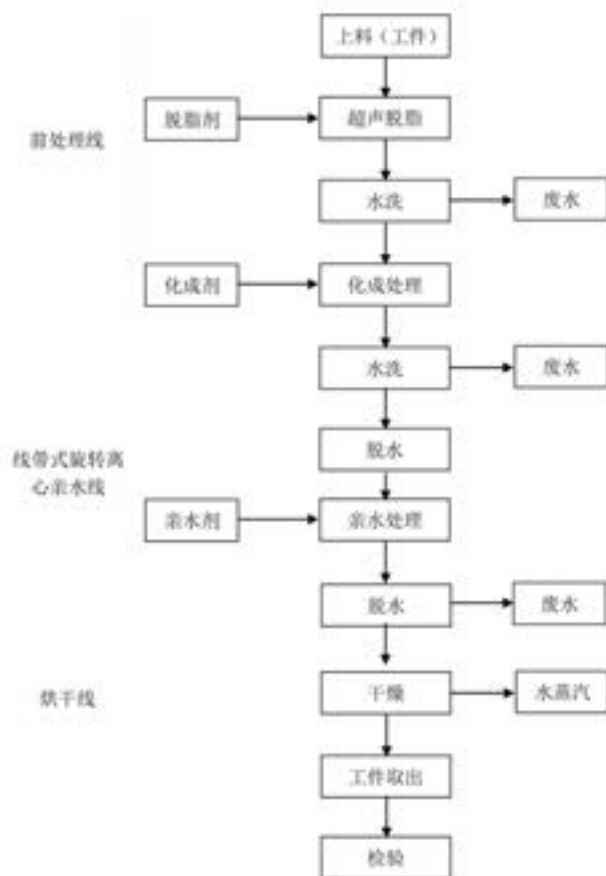 上料（工件）
脱脂剂
超声脱脂
前处理线
水洗
废水
化成剂
化成处理
水洗
废水
脱水
线带式旋转离
心亲水线
亲水剂
亲水处理
脱水
废水
烘干线
干燥
水蒸汽
工件取出
检验